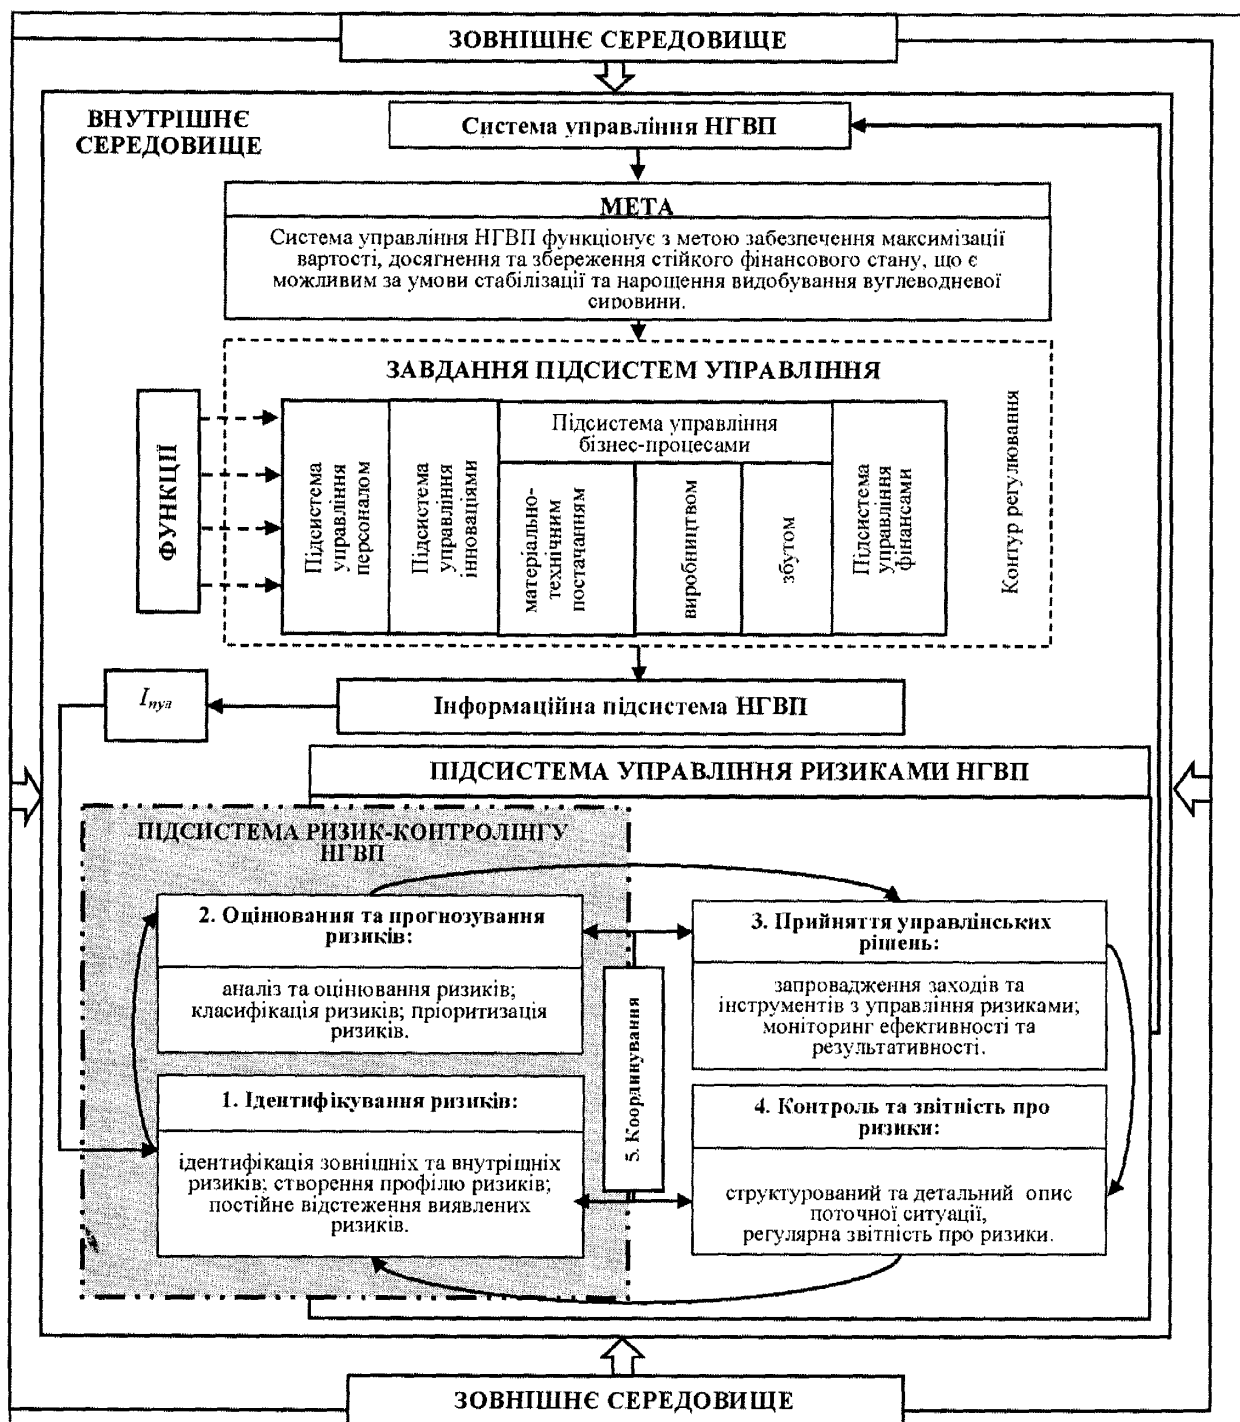 ЗОВНІШНЄ СЕРЕДОВИЩЕ
ВНУТРІШНЄ
СЕРЕДОВИЩЕ
Система управління НГВП
МЕТА
Система управління НГВП функціонує з метою забезпечення максимізації
вартості, досягнення та збереження стійкого фінансового стану, що є
можливим за умови стабілізації та нарощення видобування вуглеводневої
сировини.
ЗАВДАННЯ ПІДСИСТЕМ УПРАВЛІННЯ
ФУНКЦІЇ
Підсистема
управління
персоналом
Підсистема
управління
інноваціями
Підсистема управління
бізнес-процесами
матеріально-
технічним
постачанням
виробництвом
збутом
Підсистема
управління
фінансами
Контур регулювання
Інформаційна підсистема НГВП
ПІДСИСТЕМА УПРАВЛІННЯ РИЗИКАМИ НГВП
ПІДСИСТЕМА РИЗИК-КОНТРОЛІНГУ
НГВП
2. Оцінювання та прогнозування
ризиків:
аналіз та оцінювання ризиків;
класифікація ризиків; пріоритизація
ризиків.
1. Ідентифікування ризиків:
ідентифікація зовнішніх та внутрішніх
ризиків; створення профілю ризиків;
постійне відстеження виявлених
ризиків.
5. Координування
3. Прийняття управлінських
рішень:
запровадження заходів та
інструментів з управління ризиками;
моніторинг ефективності та
результативності.
4. Контроль та звітність про
ризики:
структурований та детальний опис
поточної ситуації,
регулярна звітність про ризики.
ЗОВНІШНЄ СЕРЕДОВИЩЕ